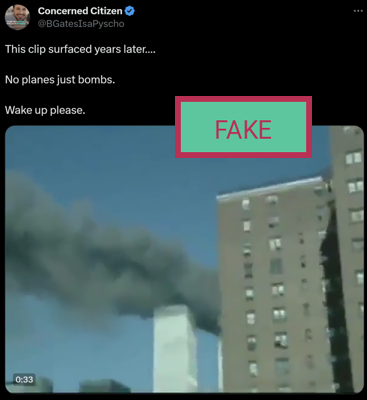 Concerned Citizen
@BGatesIsaPyscho
This clip surfaced years later....
No planes just bombs.
Wake up please.
FAKE
0:33